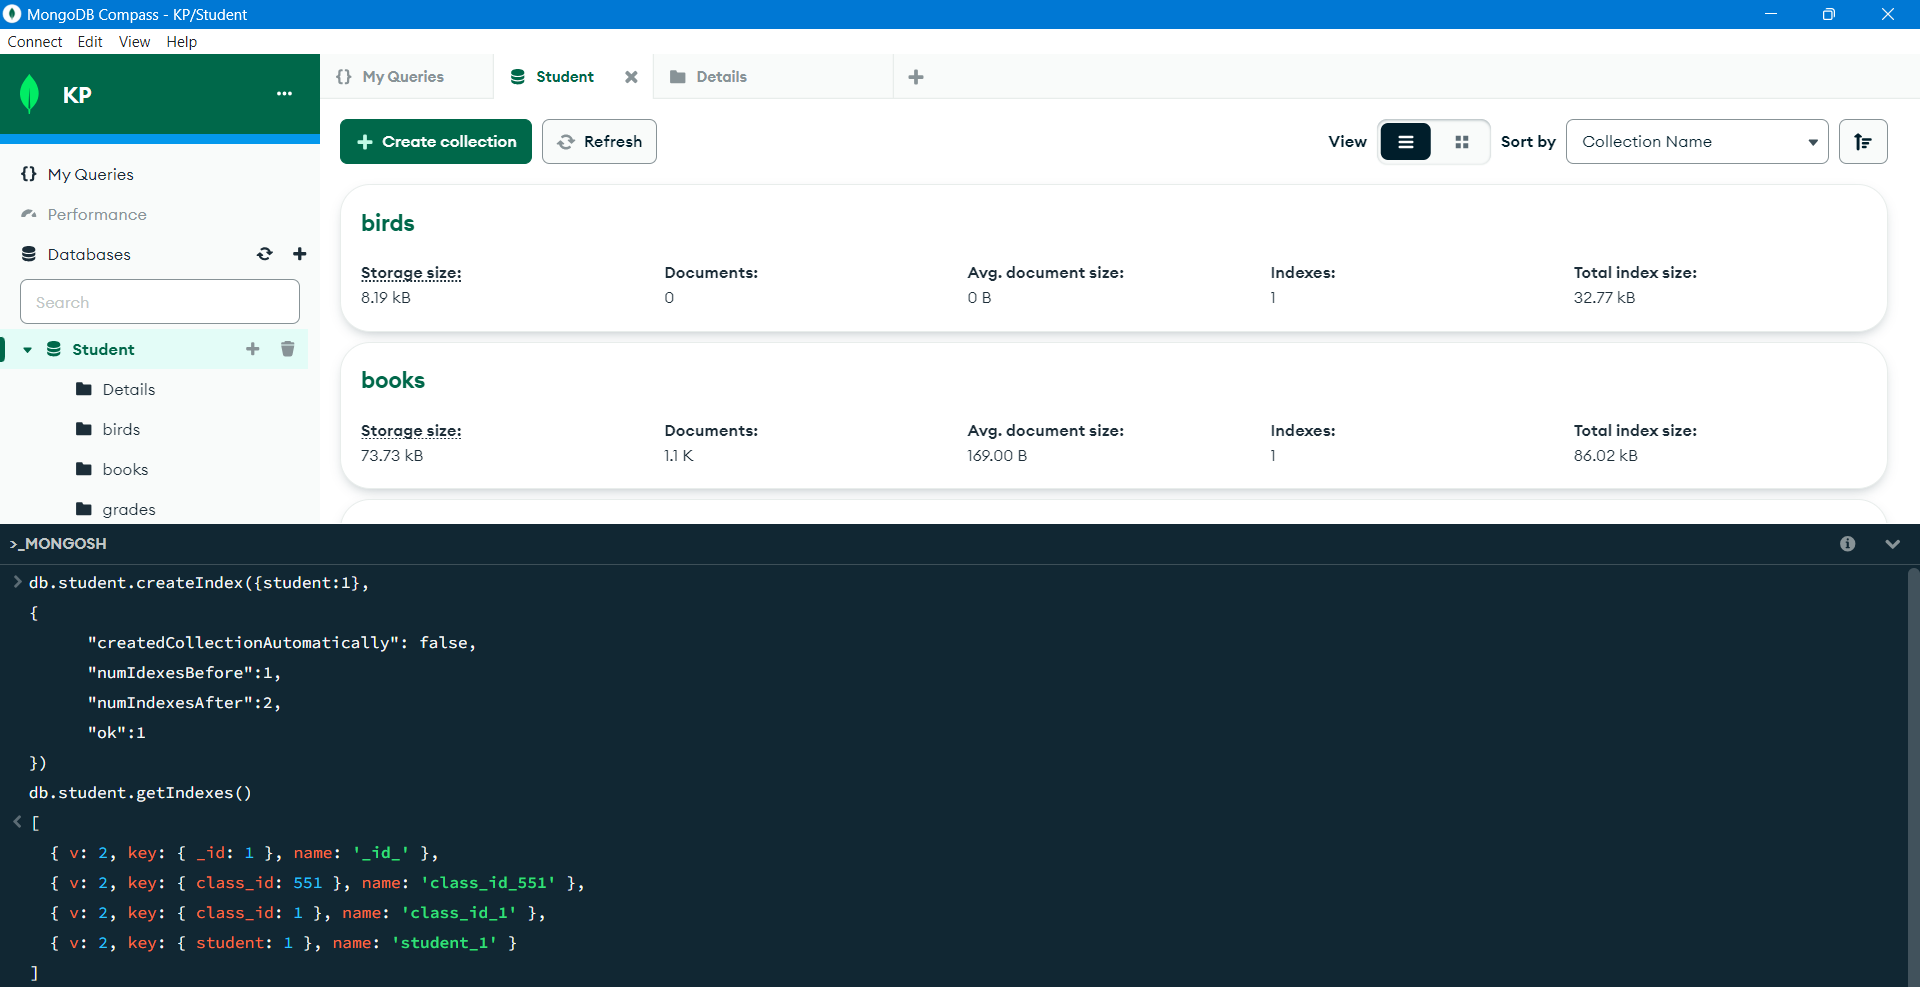 MongoDB Compass - KP/Student
Connect Edit View Help
KP
{} My Queries
Student
Details
Create collection
Refresh
View
Sort by
Collection Name
{} My Queries
Performance
Databases
Search
Student
Details
birds
books
grades
birds
Storage size: Documents: Avg. document size: Indexes: Total index size:
8.19 kB 0 0 B 1 32.77 kB
books
Storage size: Documents: Avg. document size: Indexes: Total index size:
73.73 kB 1.1 K 169.00 B 1 86.02 kB
>_MONGOSH
> db.student.createIndex({student:1},
{
"createdCollectionAutomatically": false,
"numIdexesBefore":1,
"numIndexesAfter":2,
"ok":1
})
db.student.getIndexes()
< [
{ v: 2, key: { _id: 1 }, name: '_id_' },
{ v: 2, key: { class_id: 551 }, name: 'class_id_551' },
{ v: 2, key: { class_id: 1 }, name: 'class_id_1' },
{ v: 2, key: { student: 1 }, name: 'student_1' }
]